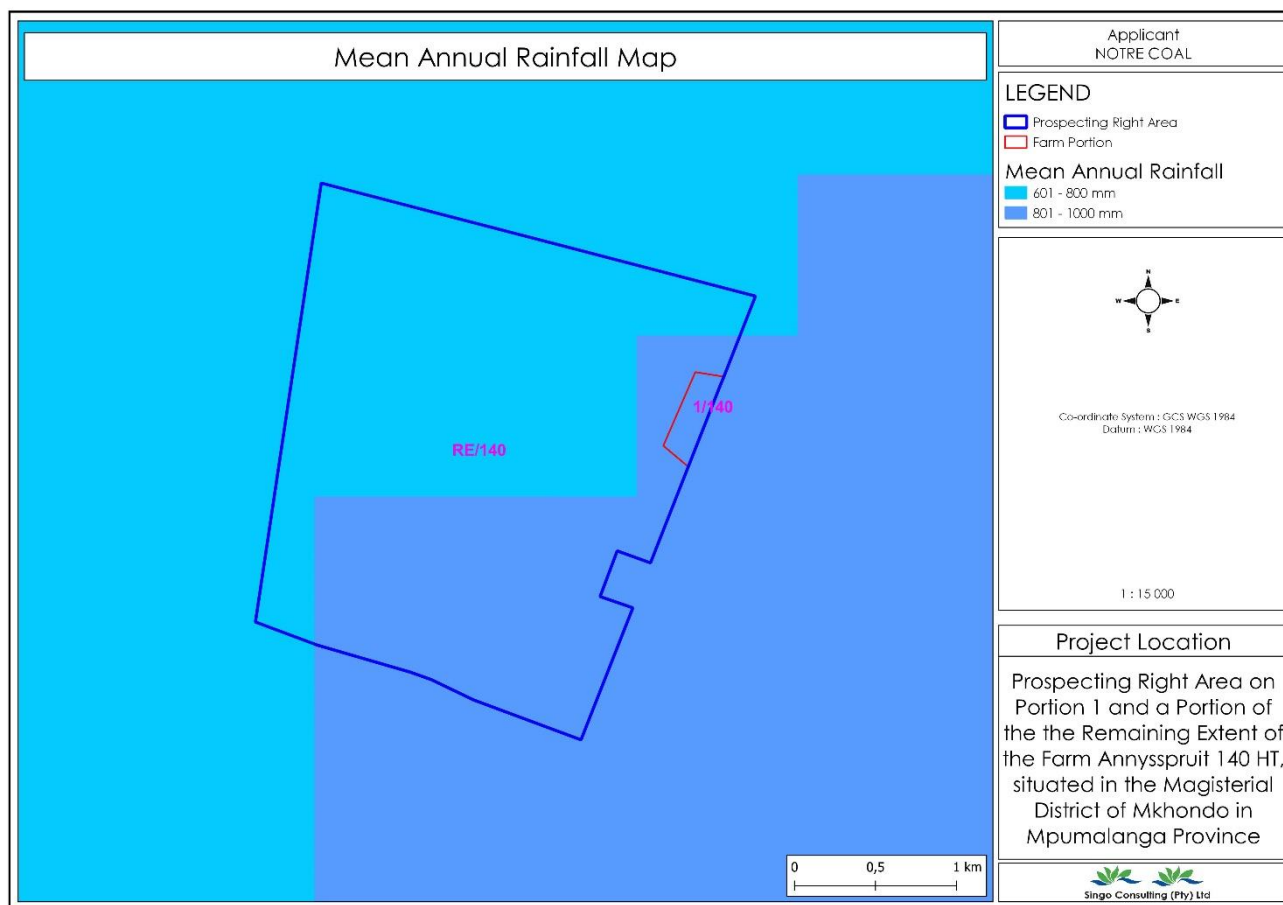 Mean Annual Rainfall Map
Applicant
NOTRE COAL
LEGEND
Prospecting Right Area
Farm Portion
Mean Annual Rainfall
601 - 800 mm
801 - 1000 mm
RE/140
1/140
N
W
E
S
Co-ordinate System : GCS WGS 1984
Datum : WGS 1984
1 : 15 000
0
0,5
1 km
Project Location
Prospecting Right Area on
Portion 1 and a Portion of
the the Remaining Extent of
the Farm Annysspruit 140 HT,
situated in the Magisterial
District of Mkhondo in
Mpumalanga Province
Singo Consulting (Pty) Ltd